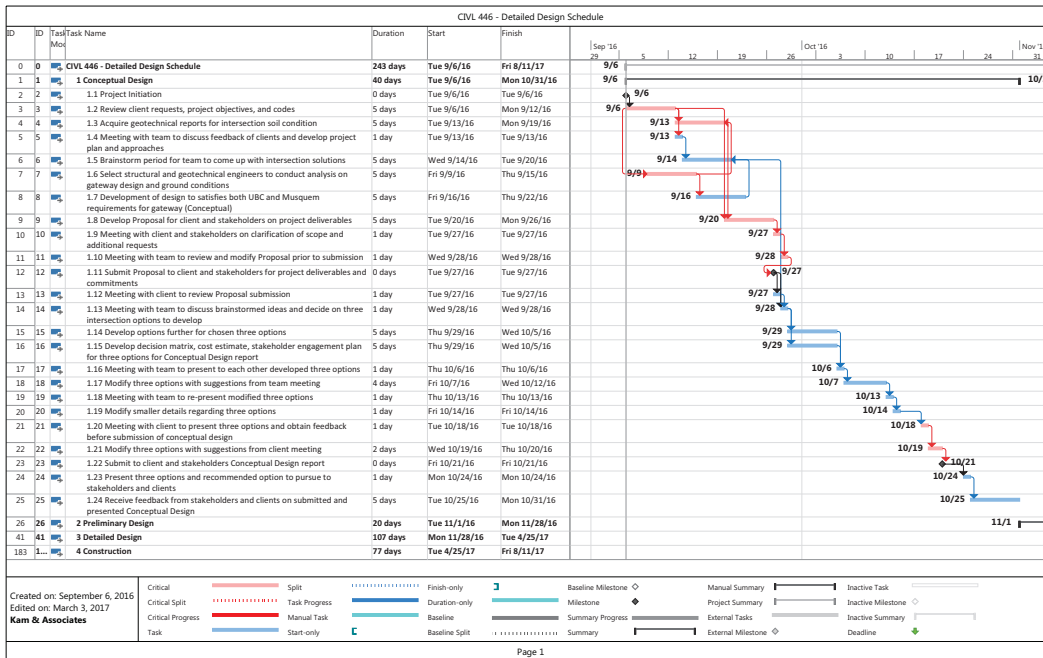 CIVL 446 - Detailed Design Schedule
ID ID Task Mod Task Name Duration Start Finish
Sep '16 Oct '16 Nov '1
29 5 12 19 26 3 10 17 24 31
0 0 CIVL 446 - Detailed Design Schedule 243 days Tue 9/6/16 Fri 8/11/17 9/6
1 1 1 Conceptual Design 40 days Tue 9/6/16 Mon 10/31/16 9/6 10/
2 2 1.1 Project Initiation 0 days Tue 9/6/16 Tue 9/6/16 9/6
3 3 1.2 Review client requests, project objectives, and codes 5 days Tue 9/6/16 Mon 9/12/16 9/6
4 4 1.3 Acquire geotechnical reports for intersection soil condition 5 days Tue 9/13/16 Mon 9/19/16 9/13
5 5 1.4 Meeting with team to discuss feedback of clients and develop project 1 day Tue 9/13/16 Tue 9/13/16 9/13
plan and approaches
6 6 1.5 Brainstorm period for team to come up with intersection solutions 5 days Wed 9/14/16 Tue 9/20/16 9/14
7 7 1.6 Select structural and geotechnical engineers to conduct analysis on 5 days Fri 9/9/16 Thu 9/15/16 9/9
gateway design and ground conditions
8 8 1.7 Development of design to satisfies both UBC and Musquem 5 days Fri 9/16/16 Thu 9/22/16 9/16
requirements for gateway (Conceptual)
9 9 1.8 Develop Proposal for client and stakeholders on project deliverables 5 days Tue 9/20/16 Mon 9/26/16 9/20
10 10 1.9 Meeting with client and stakeholders on clarification of scope and 1 day Tue 9/27/16 Tue 9/27/16 9/27
additional requests
11 11 1.10 Meeting with team to review and modify Proposal prior to submission 1 day Wed 9/28/16 Wed 9/28/16 9/28
12 12 1.11 Submit Proposal to client and stakeholders for project deliverables and 0 days Tue 9/27/16 Tue 9/27/16 9/27
commitments
13 13 1.12 Meeting with client to review Proposal submission 1 day Tue 9/27/16 Tue 9/27/16 9/27
14 14 1.13 Meeting with team to discuss brainstormed ideas and decide on three 1 day Wed 9/28/16 Wed 9/28/16 9/28
intersection options to develop
15 15 1.14 Develop options further for chosen three options 5 days Thu 9/29/16 Wed 10/5/16 9/29
16 16 1.15 Develop decision matrix, cost estimate, stakeholder engagement plan 5 days Thu 9/29/16 Wed 10/5/16 9/29
for three options for Conceptual Design report
17 17 1.16 Meeting with team to present to each other developed three options 1 day Thu 10/6/16 Thu 10/6/16 10/6
18 18 1.17 Modify three options with suggestions from team meeting 4 days Fri 10/7/16 Wed 10/12/16 10/7
19 19 1.18 Meeting with team to re-present modified three options 1 day Thu 10/13/16 Thu 10/13/16 10/13
20 20 1.19 Modify smaller details regarding three options 1 day Fri 10/14/16 Fri 10/14/16 10/14
21 21 1.20 Meeting with client to present three options and obtain feedback 1 day Tue 10/18/16 Tue 10/18/16 10/18
before submission of conceptual design
22 22 1.21 Modify three options with suggestions from client meeting 2 days Wed 10/19/16 Thu 10/20/16 10/19
23 23 1.22 Submit to client and stakeholders Conceptual Design report 0 days Fri 10/21/16 Fri 10/21/16 10/21
24 24 1.23 Present three options and recommended option to pursue to 1 day Mon 10/24/16 Mon 10/24/16 10/24
stakeholders and clients
25 25 1.24 Receive feedback from stakeholders and clients on submitted and 5 days Tue 10/25/16 Mon 10/31/16 10/25
presented Conceptual Design
26 26 2 Preliminary Design 20 days Tue 11/1/16 Mon 11/28/16 11/1
41 41 3 Detailed Design 107 days Mon 11/28/16 Tue 4/25/17
183 1... 4 Construction 77 days Tue 4/25/17 Fri 8/11/17
Created on: September 6, 2016
Edited on: March 3, 2017
Kam & Associates
Critical Split Finish-only Baseline Milestone Manual Summary Inactive Task
Critical Split Task Progress Duration-only Milestone Project Summary Inactive Milestone
Critical Progress Manual Task Baseline Summary Progress External Tasks Inactive Summary
Task Start-only Baseline Split Summary External Milestone Deadline
Page 1